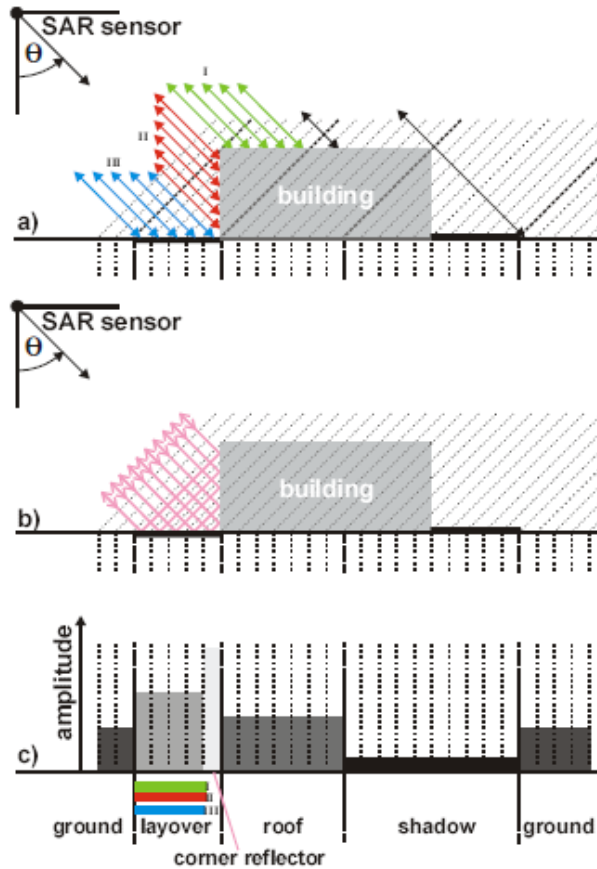 SAR sensor
Θ
I
II
III
building
a)
SAR sensor
Θ
building
b)
amplitude
c)
I
II
III
ground layover roof shadow ground
corner reflector